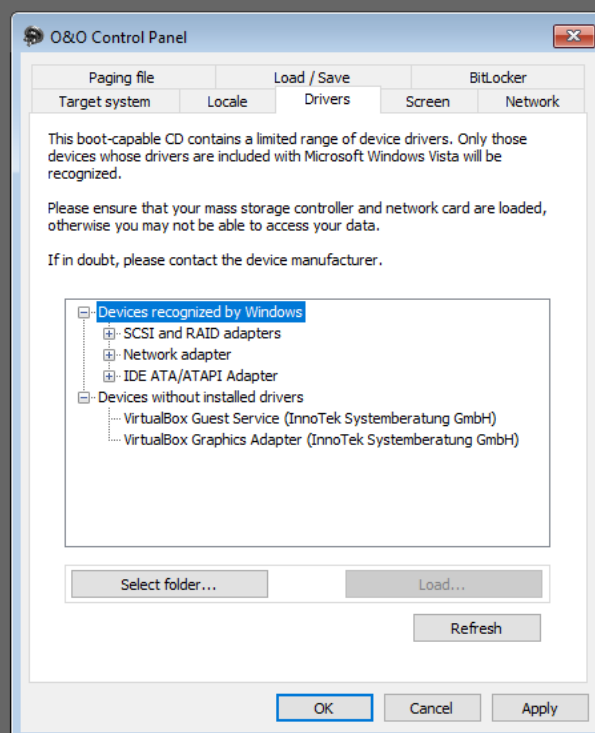 O&O Control Panel
Paging file
Load / Save
BitLocker
Target system
Locale
Drivers
Screen
Network
This boot-capable CD contains a limited range of device drivers. Only those
devices whose drivers are included with Microsoft Windows Vista will be
recognized.
Please ensure that your mass storage controller and network card are loaded,
otherwise you may not be able to access your data.
If in doubt, please contact the device manufacturer.
Devices recognized by Windows
SCSI and RAID adapters
Network adapter
IDE ATA/ATAPI Adapter
Devices without installed drivers
VirtualBox Guest Service (InnoTek Systemberatung GmbH)
VirtualBox Graphics Adapter (InnoTek Systemberatung GmbH)
Select folder...
Load...
Refresh
OK
Cancel
Apply